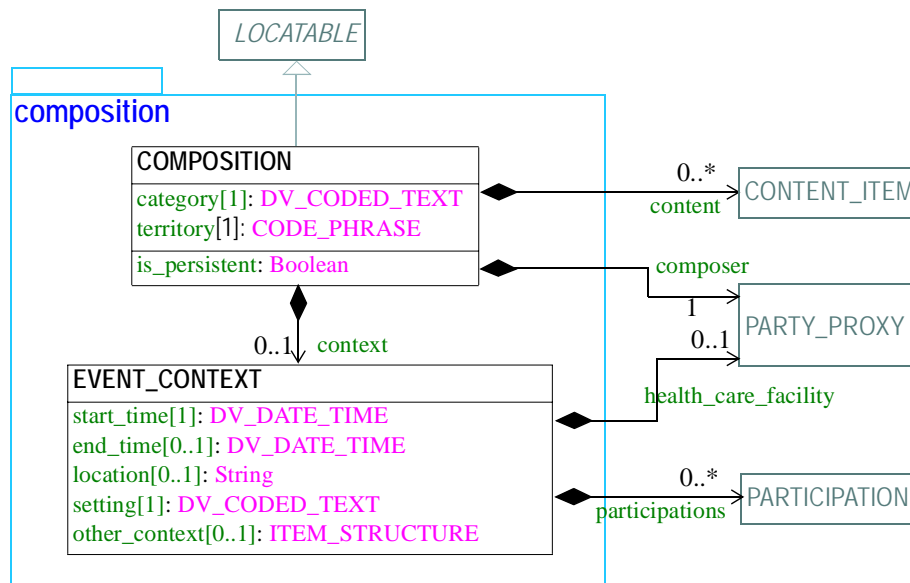 LOCATABLE
composition
COMPOSITION
category[1]: DV_CODED_TEXT
territory[1]: CODE_PHRASE
is_persistent: Boolean
0..*
content
CONTENT_ITEM
composer
1
PARTY_PROXY
0..1
health_care_facility
0..1 context
EVENT_CONTEXT
start_time[1]: DV_DATE_TIME
end_time[0..1]: DV_DATE_TIME
location[0..1]: String
setting[1]: DV_CODED_TEXT
other_context[0..1]: ITEM_STRUCTURE
0..*
participations
PARTICIPATION